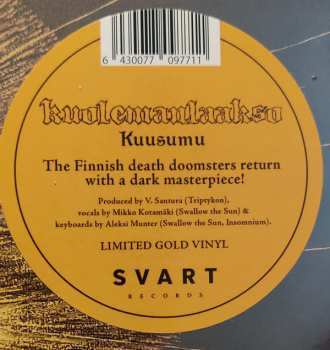 6 430077 097711
kuolemanlaakso
Kuusumu
The Finnish death doomsters return
with a dark masterpiece!
Produced by V. Santura (Triptykon),
vocals by Mikko Kotamäki (Swallow the Sun) &
keyboards by Aleksi Munter (Swallow the Sun, Insomnium).
LIMITED GOLD VINYL
SVART
RECORDS